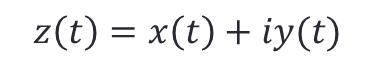 z(t) = x(t) + iy(t)